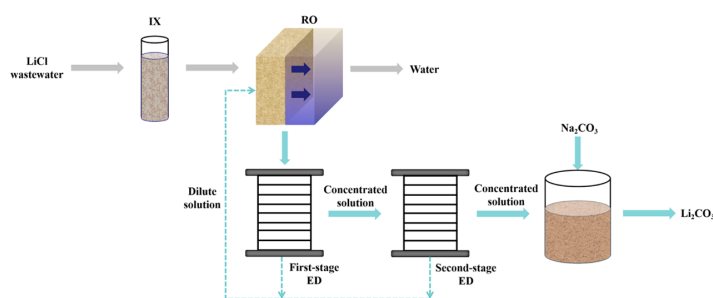 IX
RO
LiCl
wastewater
Water
Na₂CO₃
Dilute
solution
Concentrated
solution
Concentrated
solution
Li₂CO₃
First-stage
ED
Second-stage
ED